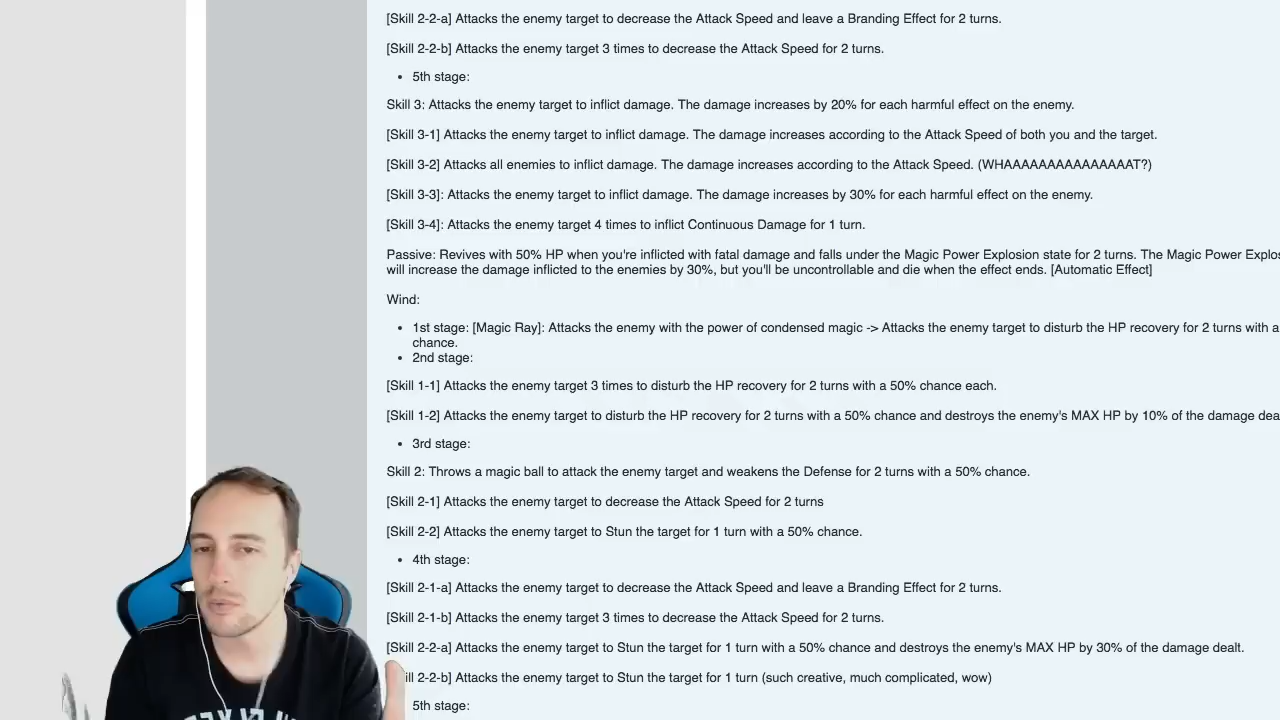 [Skill 2-2-a] Attacks the enemy target to decrease the Attack Speed and leave a Branding Effect for 2 turns.
[Skill 2-2-b] Attacks the enemy target 3 times to decrease the Attack Speed for 2 turns.
• 5th stage:
Skill 3: Attacks the enemy target to inflict damage. The damage increases by 20% for each harmful effect on the enemy.
[Skill 3-1] Attacks the enemy target to inflict damage. The damage increases according to the Attack Speed of both you and the target.
[Skill 3-2] Attacks all enemies to inflict damage. The damage increases according to the Attack Speed. (WHAAAAAAAAAAAAAAAT?)
[Skill 3-3]: Attacks the enemy target to inflict damage. The damage increases by 30% for each harmful effect on the enemy.
[Skill 3-4]: Attacks the enemy target 4 times to inflict Continuous Damage for 1 turn.
Passive: Revives with 50% HP when you're inflicted with fatal damage and falls under the Magic Power Explosion state for 2 turns. The Magic Power Explos
will increase the damage inflicted to the enemies by 30%, but you'll be uncontrollable and die when the effect ends. [Automatic Effect]
Wind:
• 1st stage: [Magic Ray]: Attacks the enemy with the power of condensed magic -> Attacks the enemy target to disturb the HP recovery for 2 turns with a
chance.
• 2nd stage:
[Skill 1-1] Attacks the enemy target 3 times to disturb the HP recovery for 2 turns with a 50% chance each.
[Skill 1-2] Attacks the enemy target to disturb the HP recovery for 2 turns with a 50% chance and destroys the enemy's MAX HP by 10% of the damage dea
• 3rd stage:
Skill 2: Throws a magic ball to attack the enemy target and weakens the Defense for 2 turns with a 50% chance.
[Skill 2-1] Attacks the enemy target to decrease the Attack Speed for 2 turns
[Skill 2-2] Attacks the enemy target to Stun the target for 1 turn with a 50% chance.
• 4th stage:
[Skill 2-1-a] Attacks the enemy target to decrease the Attack Speed and leave a Branding Effect for 2 turns.
[Skill 2-1-b] Attacks the enemy target 3 times to decrease the Attack Speed for 2 turns.
[Skill 2-2-a] Attacks the enemy target to Stun the target for 1 turn with a 50% chance and destroys the enemy's MAX HP by 30% of the damage dealt.
ill 2-2-b] Attacks the enemy target to Stun the target for 1 turn (such creative, much complicated, wow)
5th stage: